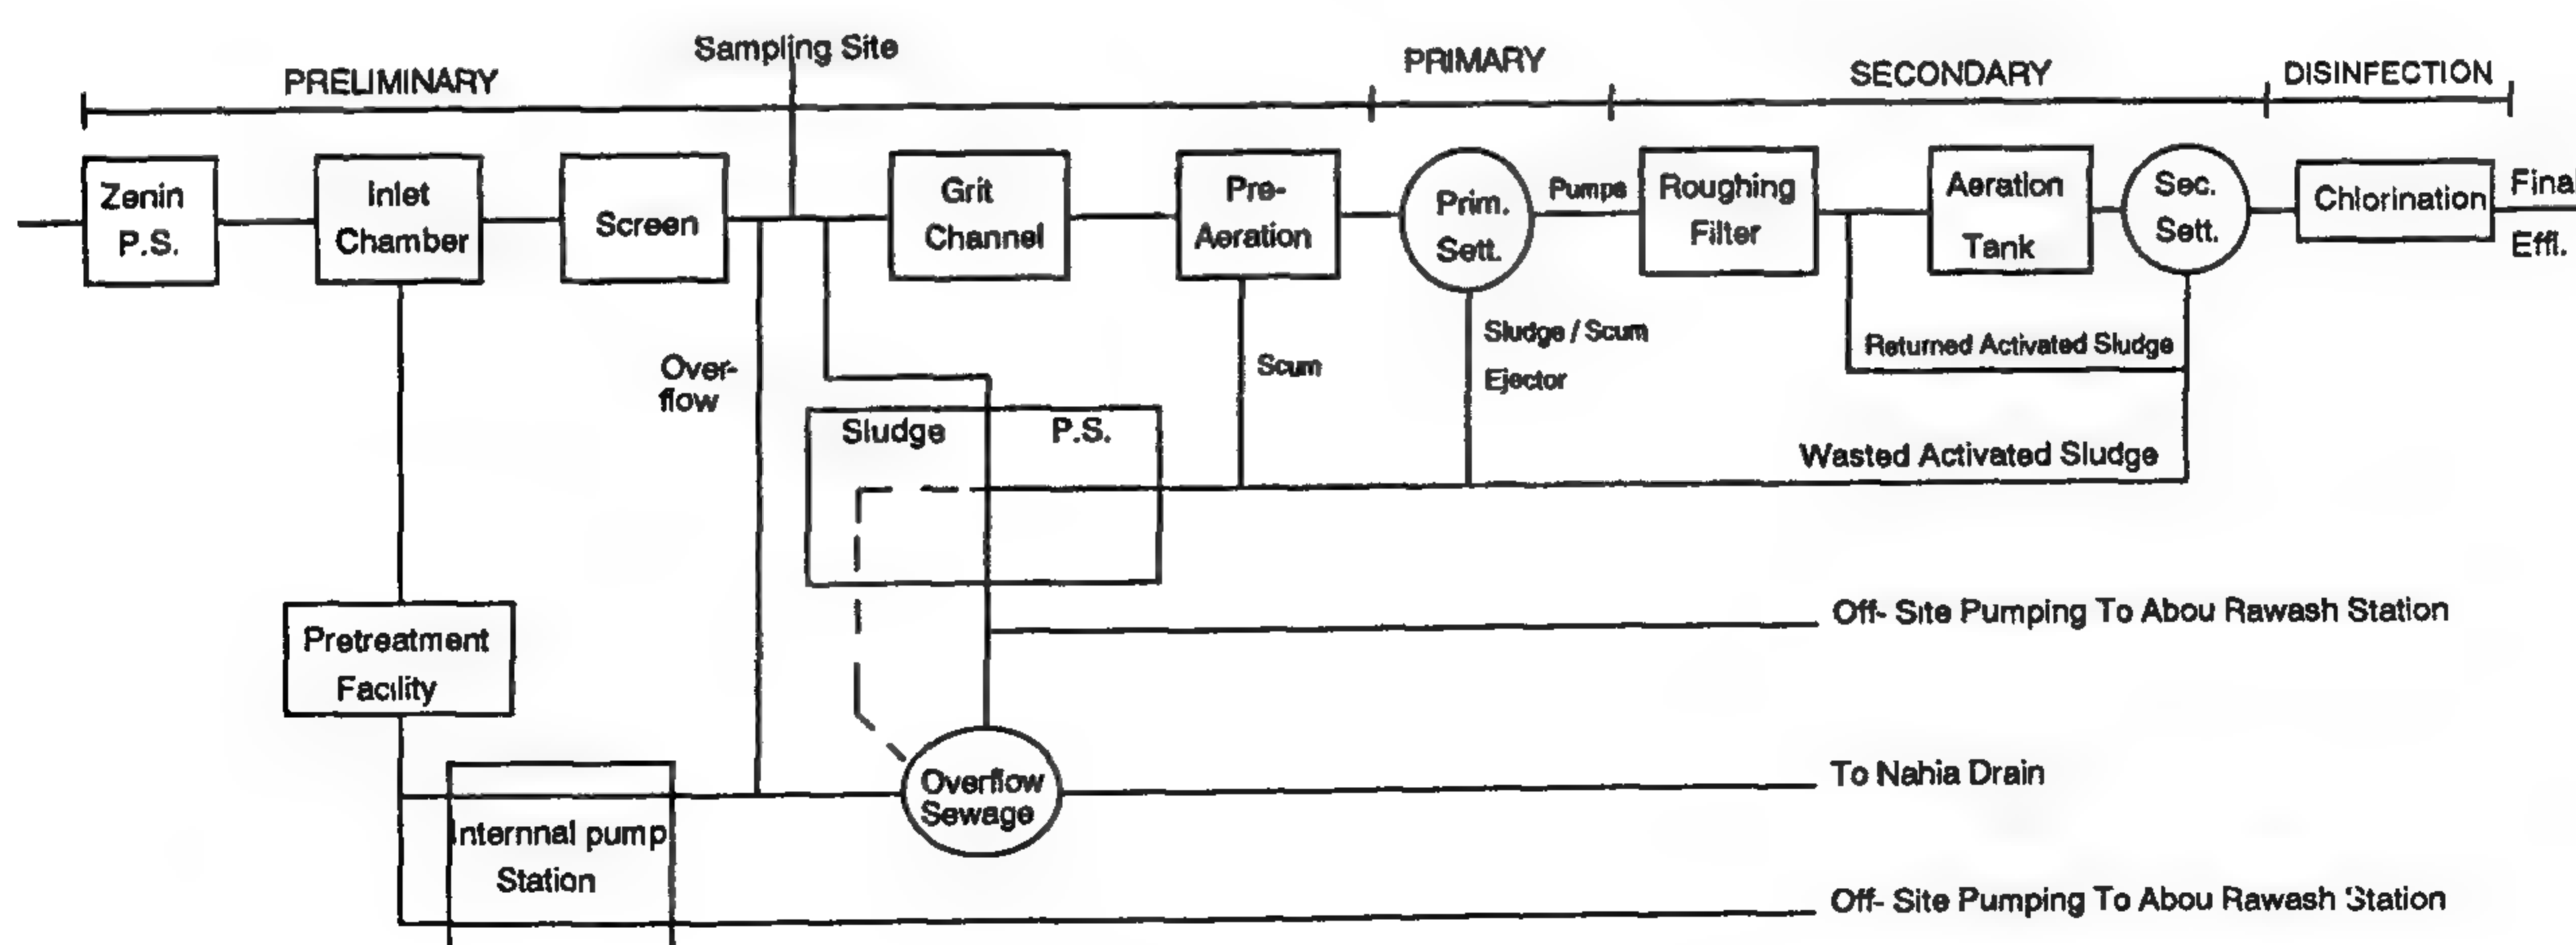 Sampling Site
PRELIMINARY
PRIMARY
SECONDARY
DISINFECTION
Zenin
P.S.
Inlet
Chamber
Screen
Grit
Channel
Pre-
Aeration
Prim.
Sett.
Pumps
Roughing
Filter
Aeration
Tank
Sec.
Sett.
Chlorination
Final
Effl.
Over-
flow
Scum
Sludge / Scum
Ejector
Returned Activated Sludge
Sludge P.S.
Wasted Activated Sludge
Pretreatment
Facility
Off- Site Pumping To Abou Rawash Station
Overflow
Sewage
To Nahia Drain
Internnal pump
Station
Off- Site Pumping To Abou Rawash Station